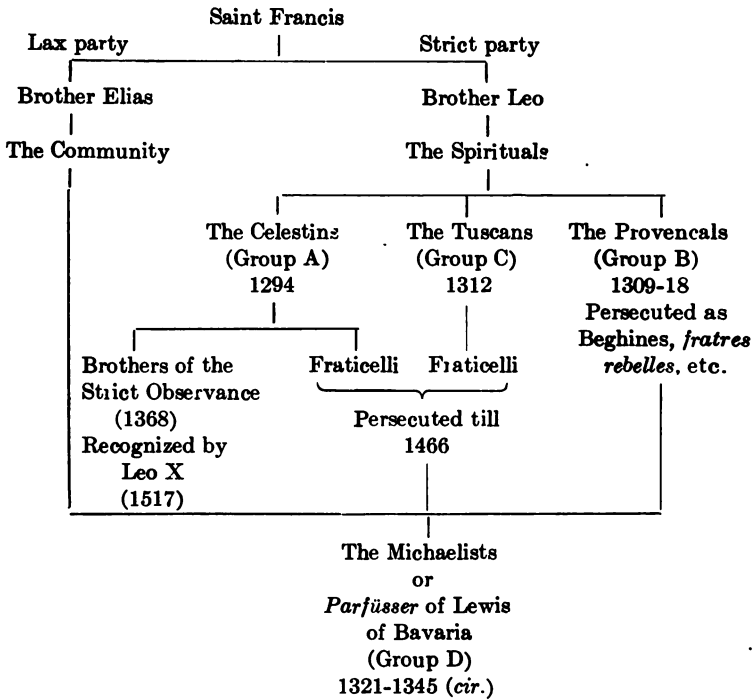 Saint Francis
Lax party
Strict party
Brother Elias
Brother Leo
The Community
The Spirituals
The Celestins
(Group A)
1294
The Tuscans
(Group C)
1312
The Provencals
(Group B)
1309-18
Persecuted as
Beghines, fratres
rebelles, etc.
Brothers of the
Strict Observance
(1368)
Recognized by
Leo X
(1517)
Fraticelli
Fraticelli
Persecuted till
1466
The Michaelists
or
Parfüsser of Lewis
of Bavaria
(Group D)
1321-1345 (cir.)